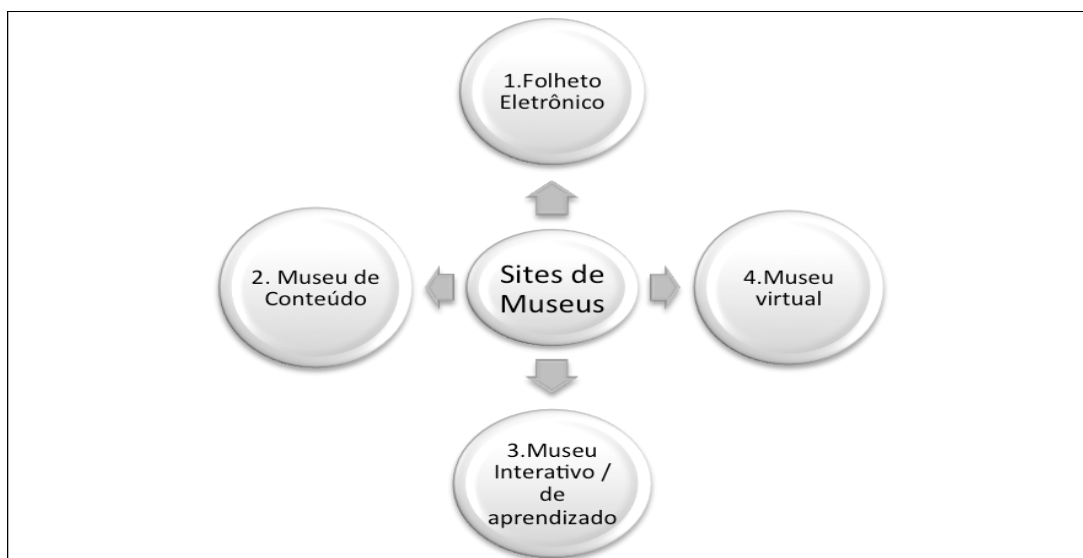 1.Folheto
Eletrônico
2. Museu de
Conteúdo
Sites de
Museus
4.Museu
virtual
3.Museu
Interativo /
de
aprendizado